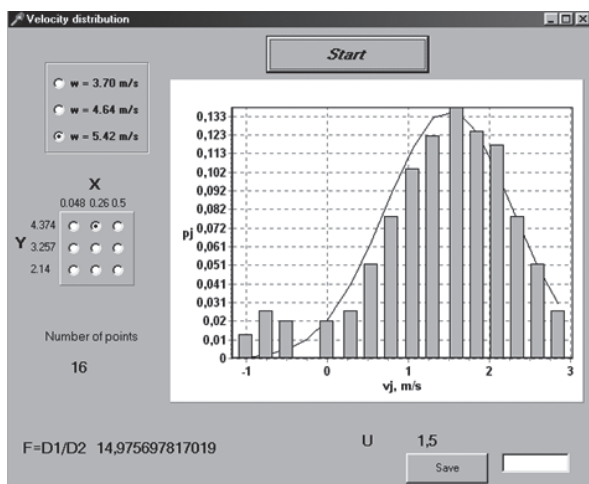 Velocity distribution
Start
w = 3.70 m/s
w = 4.64 m/s
w = 5.42 m/s
X
0.048 0.26 0.5
4.374
Y 3.257
2.14
Number of points
16
0,133
0,123
0,113
0,102
0,092
0,082
0,072
0,061
0,051
0,041
0,031
0,02
0,01
0
pj
-1 0 1 2 3
vj, m/s
F=D1/D2 14,975697817019
U 1,5
Save